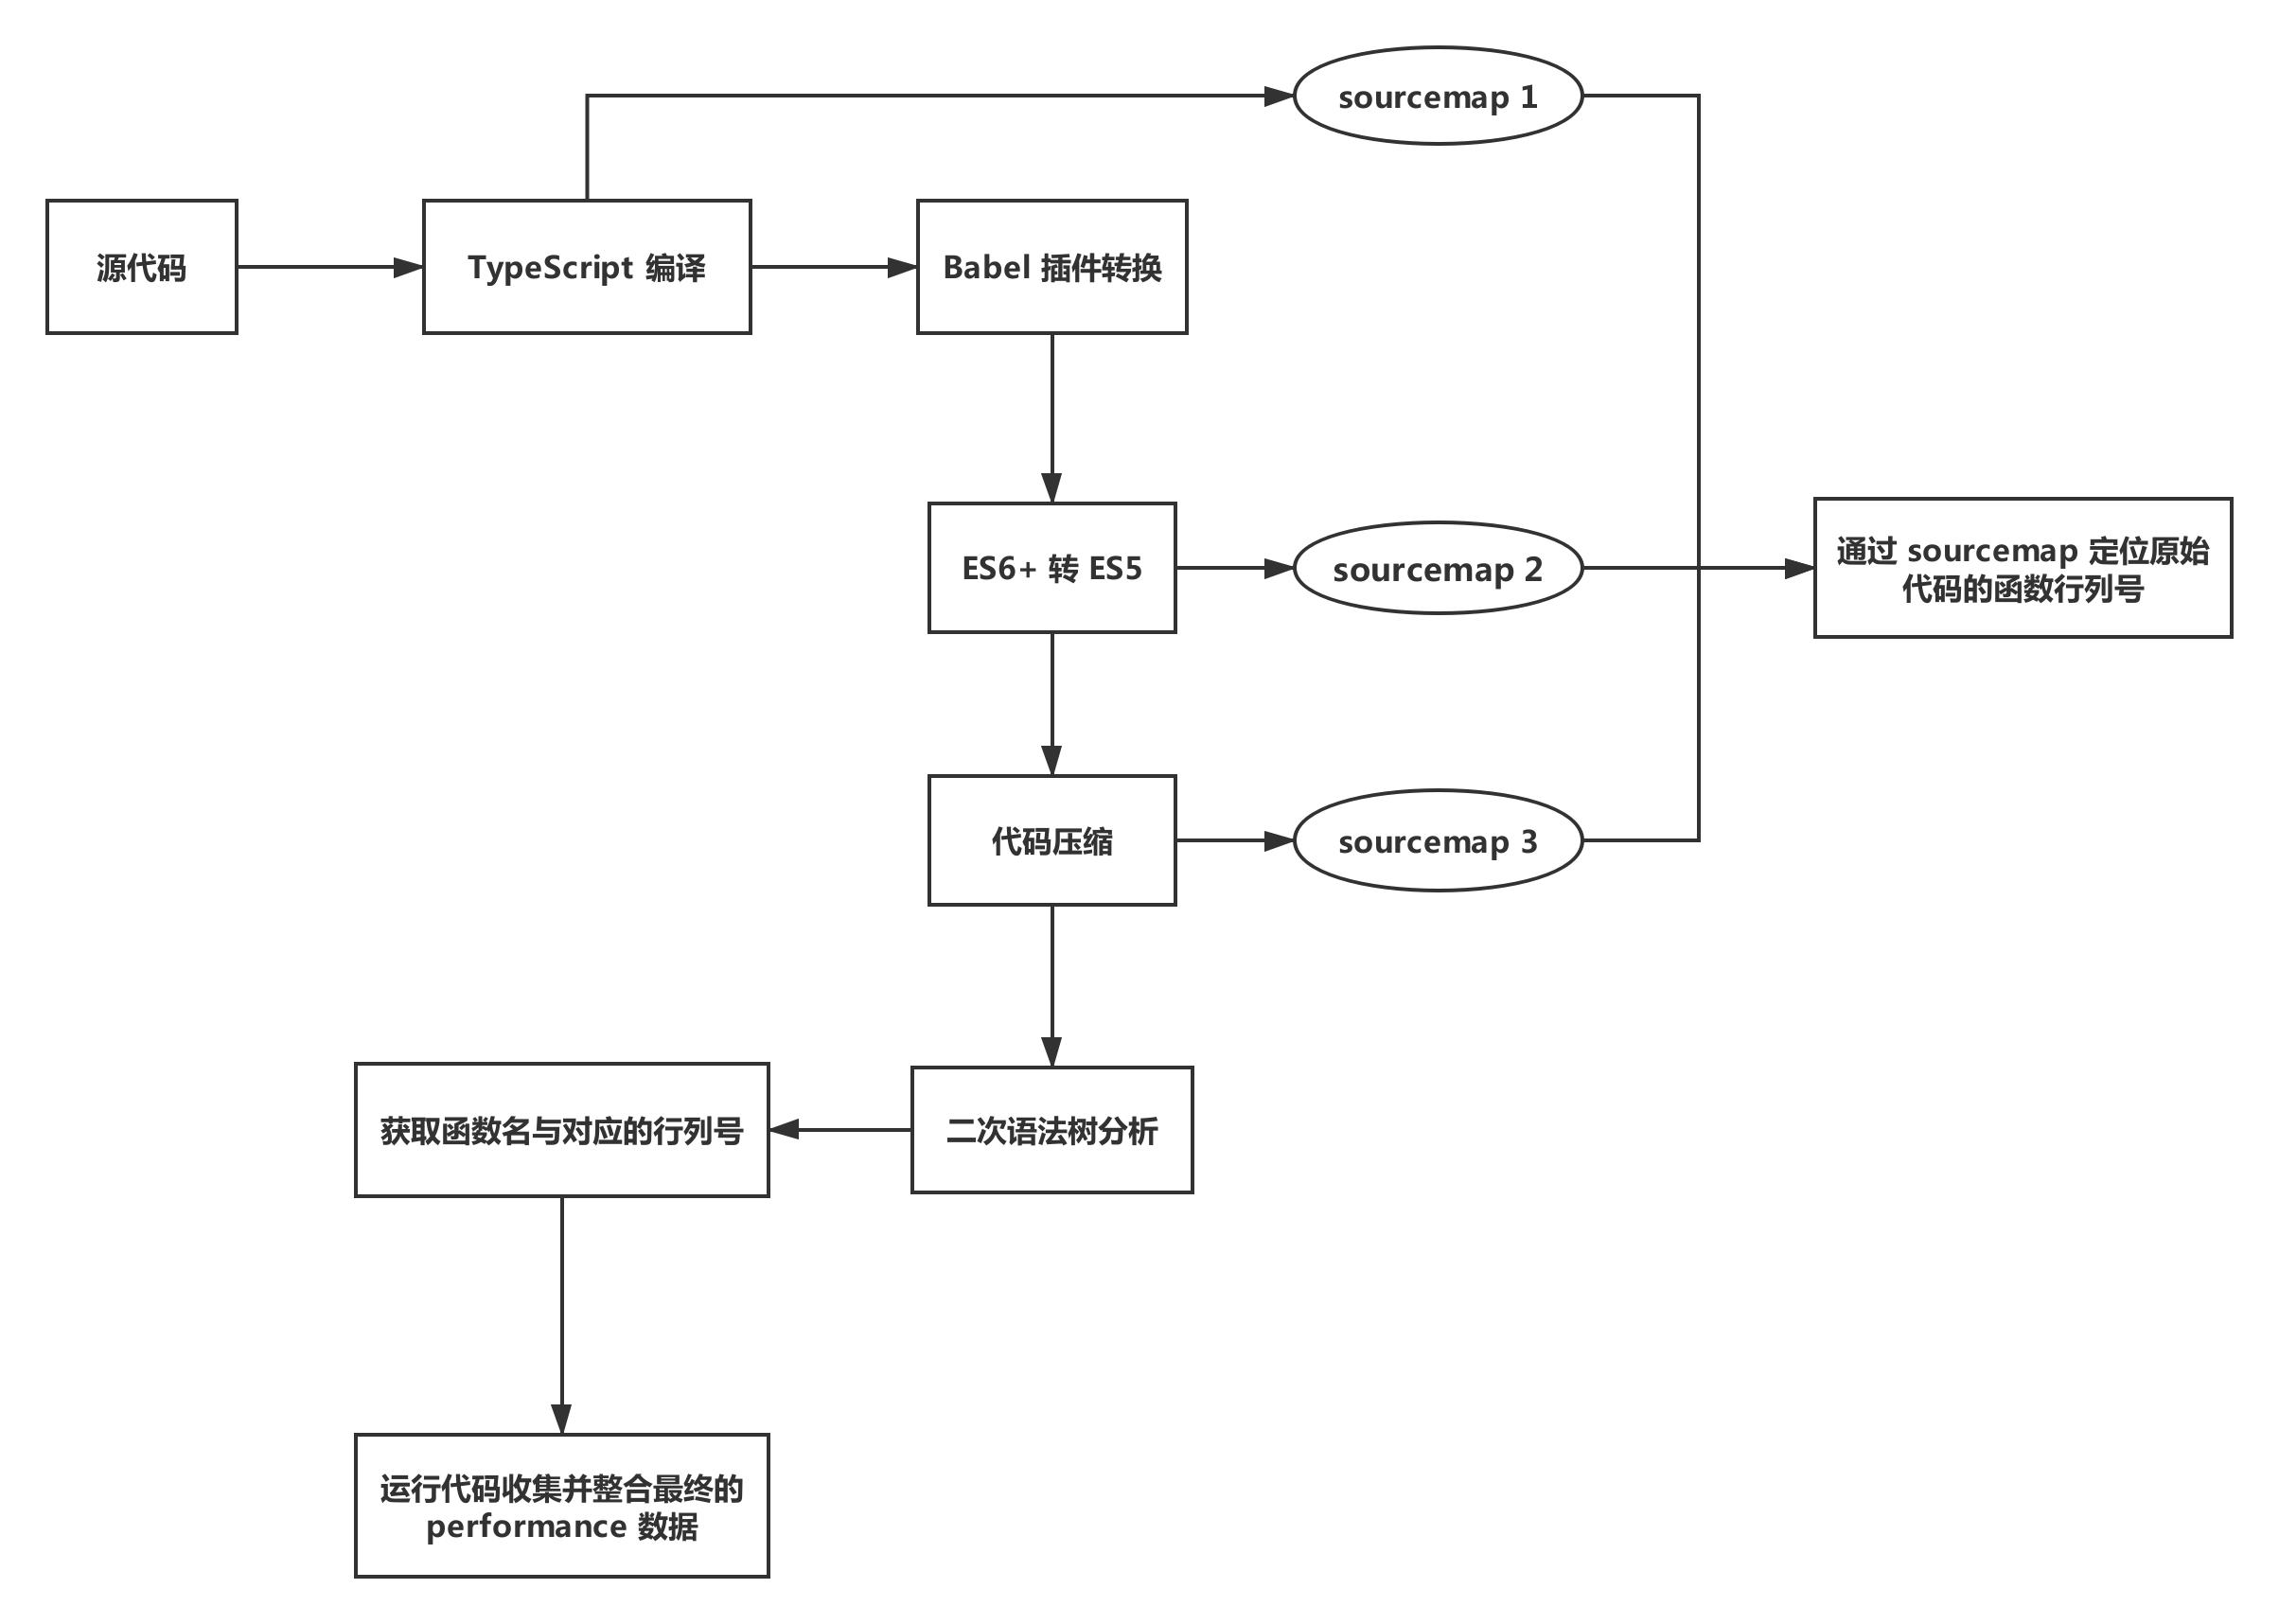 sourcemap 1
源代码
TypeScript 编译
Babel 插件转换
ES6+ 转 ES5
sourcemap 2
通过 sourcemap 定位原始
代码的函数行列号
代码压缩
sourcemap 3
获取函数名与对应的行列号
二次语法树分析
运行代码收集并整合最终的
performance 数据